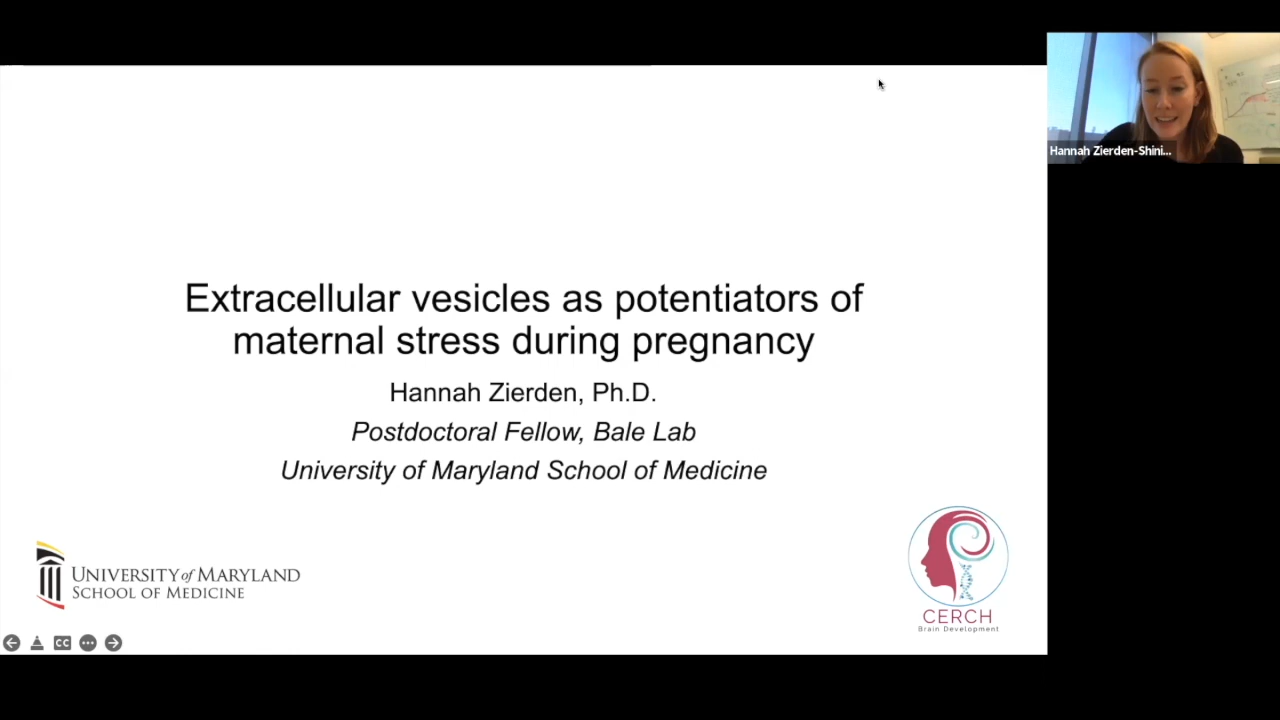 Extracellular vesicles as potentiators of
maternal stress during pregnancy
Hannah Zierden, Ph.D.
Postdoctoral Fellow, Bale Lab
University of Maryland School of Medicine
UNIVERSITY of MARYLAND
SCHOOL OF MEDICINE
CERCH
Brain Development
CC
Hannah Zierden-Shini...